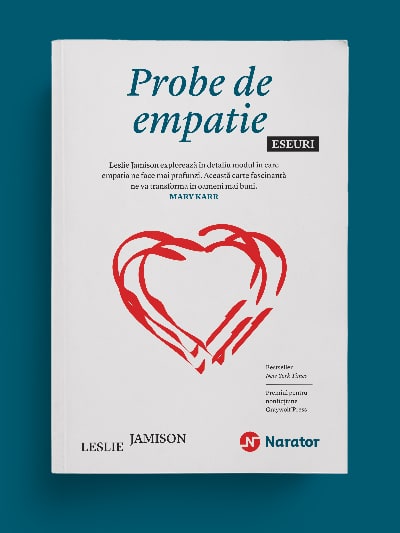 Probe de
empatie
ESEURI
Leslie Jamison explorează în detaliu modul în care
empatia ne face mai profunzi. Această carte fascinantă
ne va transforma în oameni mai buni.
MARY KARR
Bestseller
New York Times
Premiul pentru
nonficțiune
Graywolf Press
LESLIE JAMISON
Narator